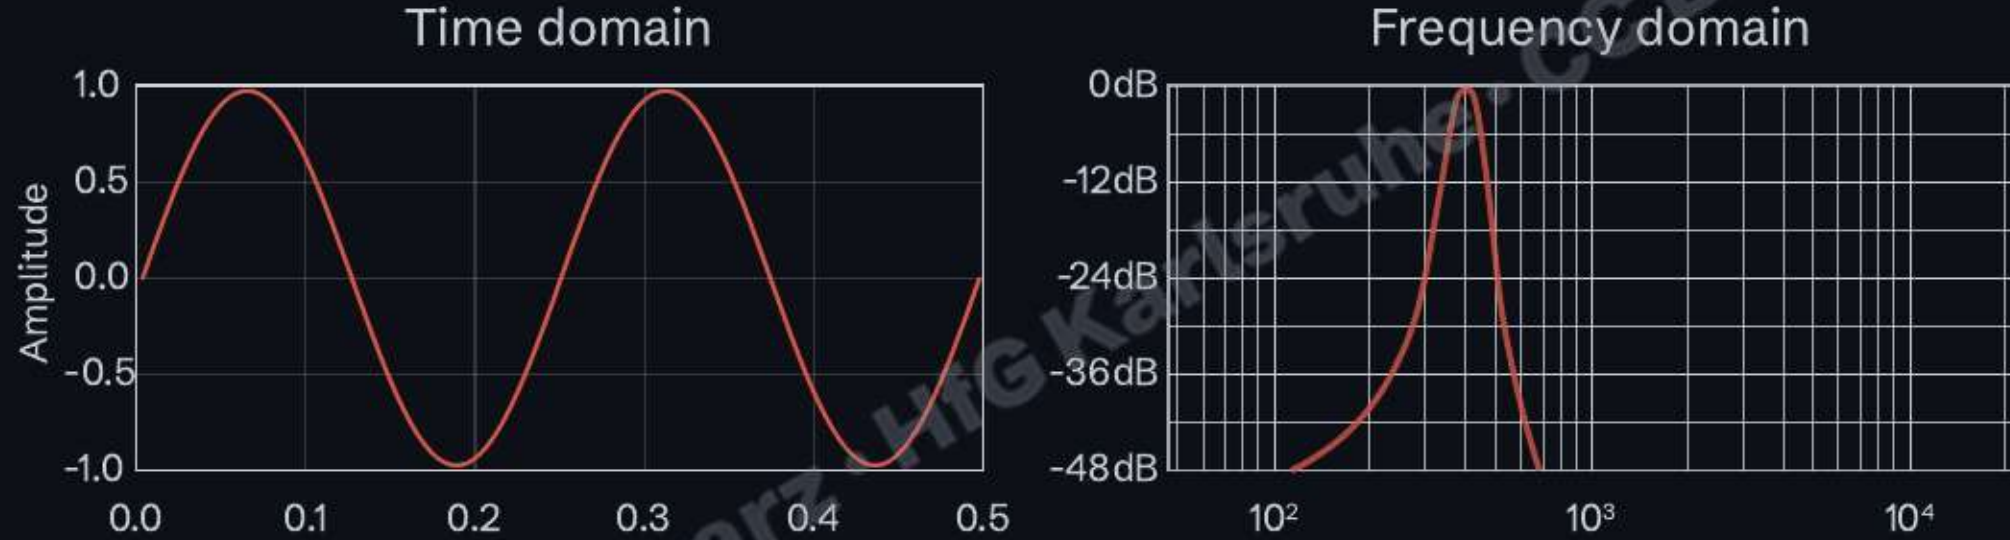 Time domain
Frequency domain
Amplitude
1.0
0.5
0.0
-0.5
-1.0
0.0 0.1 0.2 0.3 0.4 0.5
0dB
-12dB
-24dB
-36dB
-48dB
10² 10³ 10⁴
HfG Karlsruhe